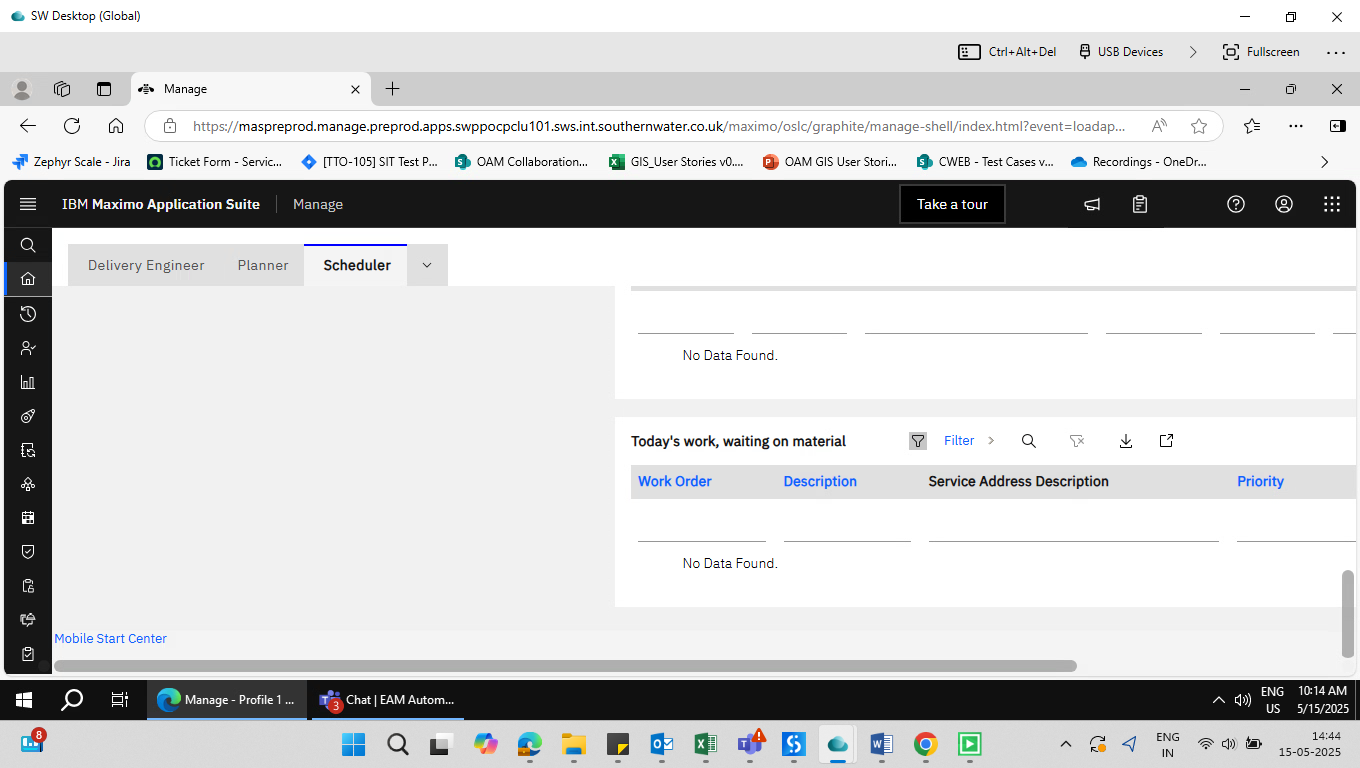 SW Desktop (Global)
Ctrl+Alt+Del
USB Devices
Fullscreen
Manage
https://maspreprod.manage.preprod.apps.swppocpclu101.sws.int.southernwater.co.uk/maximo/oslc/graphite/manage-shell/index.html?event=loadap...
Zephyr Scale - Jira
Ticket Form - Servic...
[TTO-105] SIT Test P...
OAM Collaboration...
GIS_User Stories v0....
OAM GIS User Stori...
CWEB - Test Cases v...
Recordings - OneDr...
IBM Maximo Application Suite
Manage
Take a tour
Delivery Engineer
Planner
Scheduler
No Data Found.
Today's work, waiting on material
Filter
Work Order
Description
Service Address Description
Priority
No Data Found.
Mobile Start Center
Manage - Profile 1 ...
3
Chat | EAM Autom...
ENG
US
10:14 AM
5/15/2025
8
ENG
IN
14:44
15-05-2025